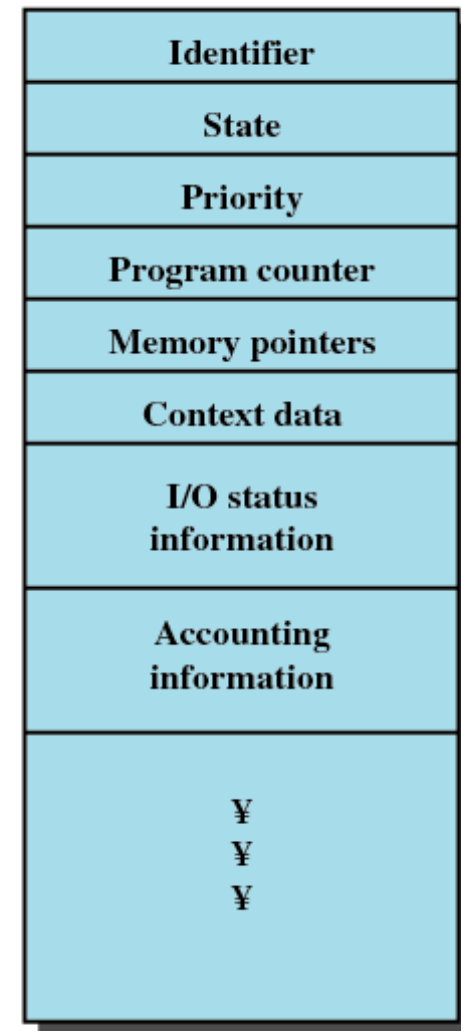 Identifier
State
Priority
Program counter
Memory pointers
Context data
I/O status
information
Accounting
information
¥
¥
¥